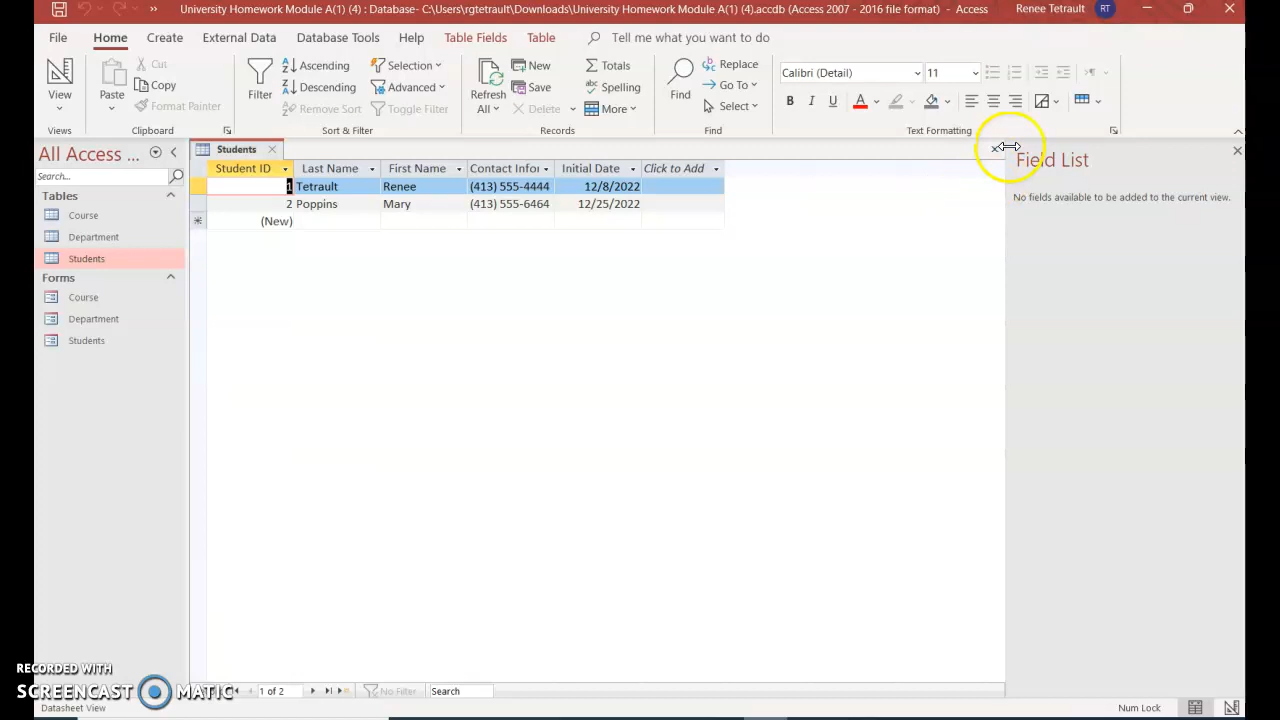 University Homework Module A(1) (4) : Database- C:\Users\rgtetrault\Downloads\University Homework Module A(1) (4).accdb (Access 2007 - 2016 file format) - Access
Renee Tetrault RT
File Home Create External Data Database Tools Help Table Fields Table Tell me what you want to do
View
Views
Paste
Cut
Copy
Format Painter
Clipboard
Filter
Ascending
Descending
Remove Sort
Selection
Advanced
Toggle Filter
Sort & Filter
Refresh All
New
Save
Delete
Totals
Spelling
More
Records
Find
Replace
Go To
Select
Find
Calibri (Detail) 11
B I U A
Text Formatting
All Access ...
Search...
Tables
Course
Department
Students
Forms
Course
Department
Students
Students
Student ID Last Name First Name Contact Infor Initial Date Click to Add
1 Tetrault Renee (413) 555-4444 12/8/2022
2 Poppins Mary (413) 555-6464 12/25/2022
(New)
Field List
No fields available to be added to the current view.
1 of 2 No Filter Search
RECORDED WITH
SCREENCAST MATIC
Datasheet View
Num Lock